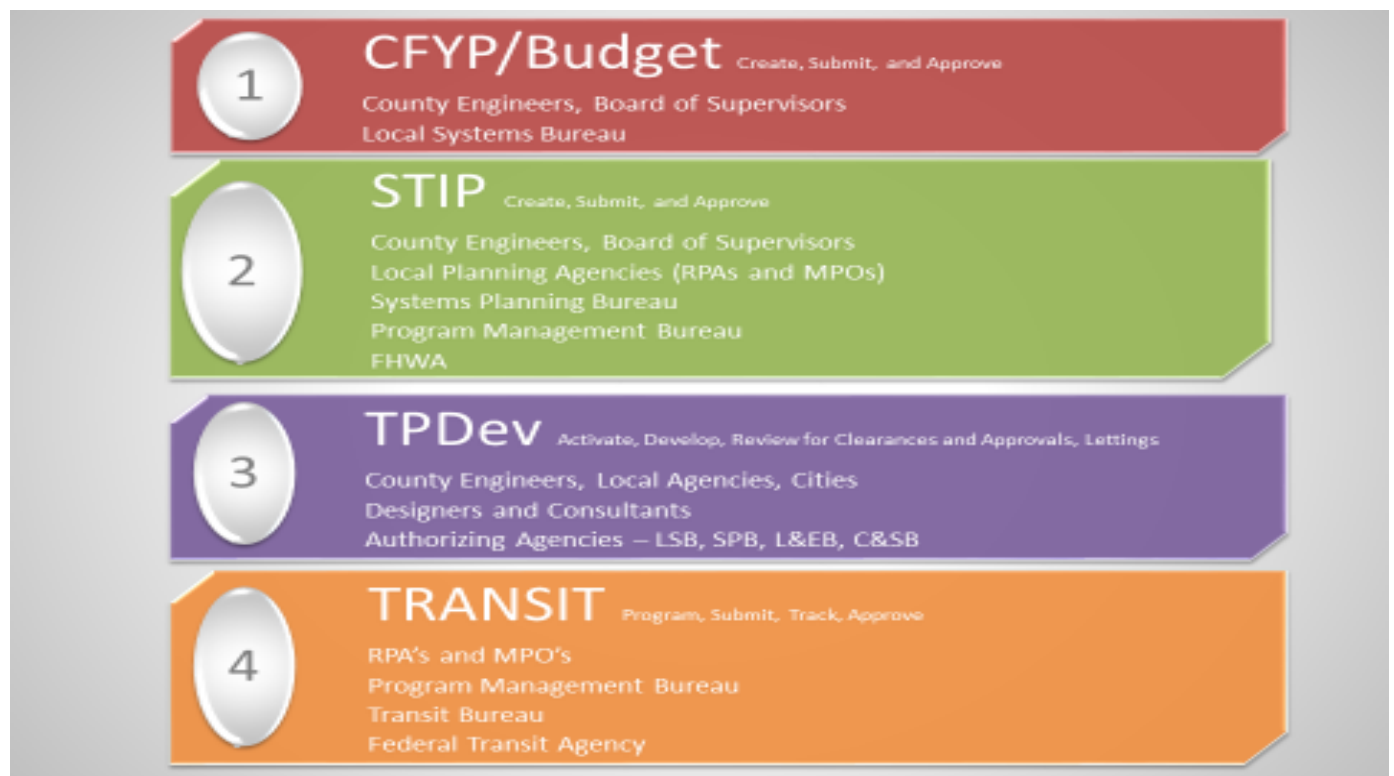 1
CFYP/Budget Create, Submit, and Approve
County Engineers, Board of Supervisors
Local Systems Bureau
2
STIP Create, Submit, and Approve
County Engineers, Board of Supervisors
Local Planning Agencies (RPAs and MPOs)
Systems Planning Bureau
Program Management Bureau
FHWA
3
TPDev Activate, Develop, Review for Clearances and Approvals, Lettings
County Engineers, Local Agencies, Cities
Designers and Consultants
Authorizing Agencies – LSB, SPB, L&EB, C&SB
4
TRANSIT Program, Submit, Track, Approve
RPA’s and MPO’s
Program Management Bureau
Transit Bureau
Federal Transit Agency